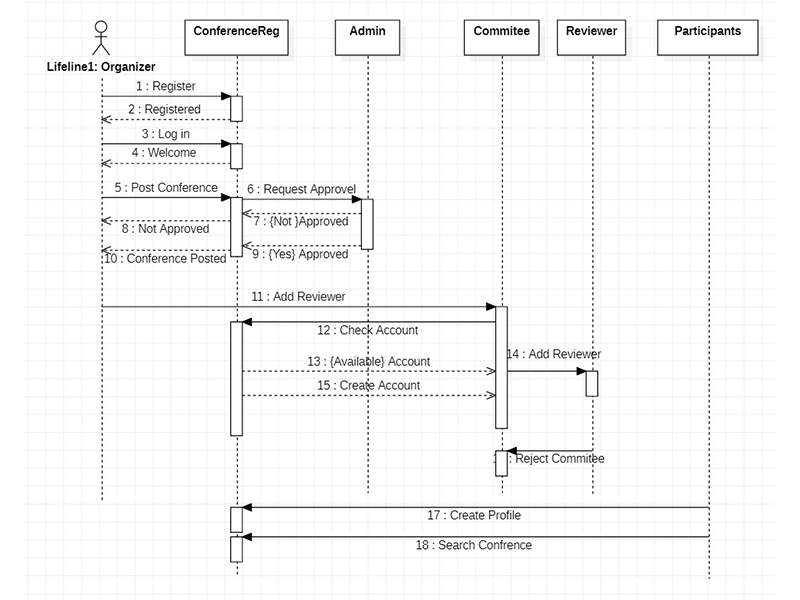 ConferenceReg
Admin
Commitee
Reviewer
Participants
Lifeline1: Organizer
1 : Register
2 : Registered
3 : Log in
4 : Welcome
5 : Post Conference
6 : Request Approvel
7 : {Not }Approved
8 : Not Approved
9 : {Yes} Approved
10 : Conference Posted
11 : Add Reviewer
12 : Check Account
13 : {Available} Account
14 : Add Reviewer
15 : Create Account
: Reject Commitee
17 : Create Profile
18 : Search Confrence